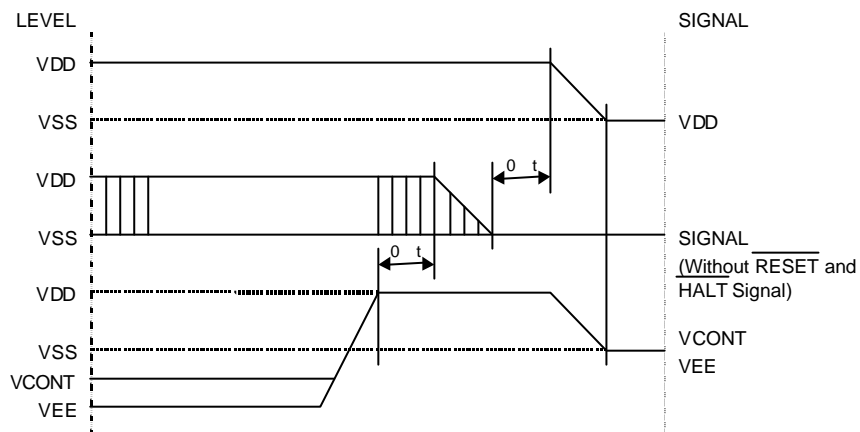 LEVEL
SIGNAL
VDD
VSS
VDD
VDD
0 t
VSS
SIGNAL
(Without RESET and
HALT Signal)
0 t
VDD
VSS
VCONT
VEE
VCONT
VEE